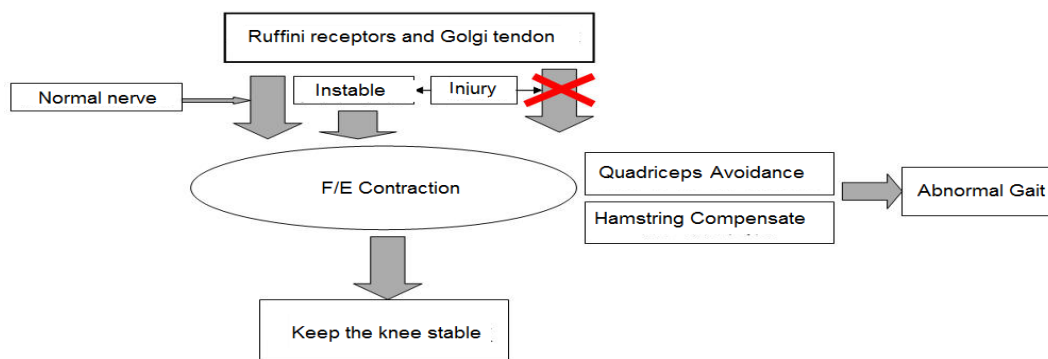 Ruffini receptors and Golgi tendon
Normal nerve
Instable
Injury
F/E Contraction
Quadriceps Avoidance
Hamstring Compensate
Abnormal Gait
Keep the knee stable